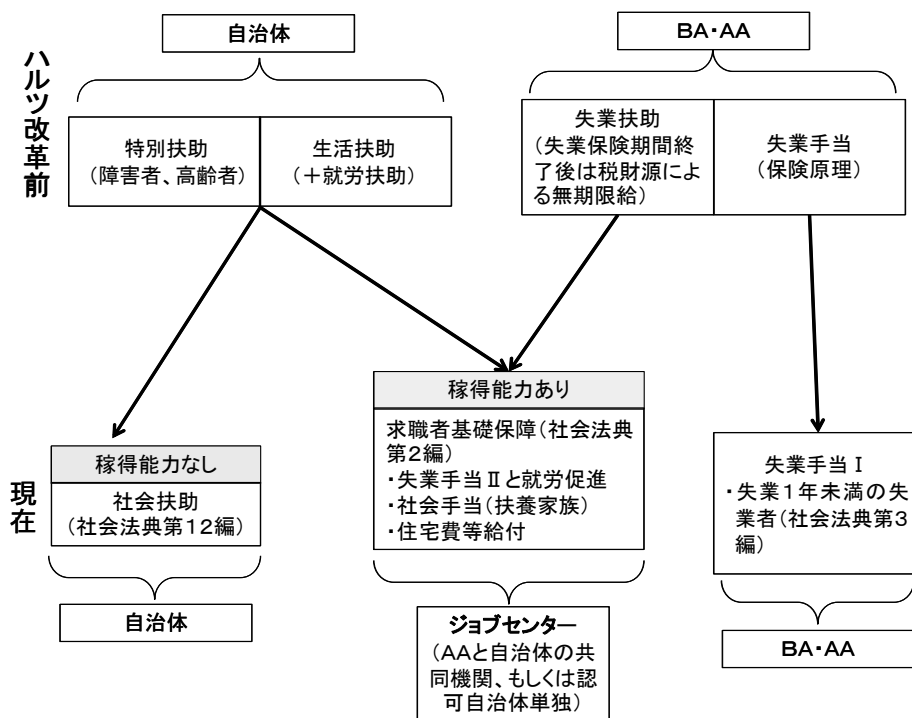 自治体
BA・AA
ハルツ改革前
特別扶助
(障害者、高齢者)
生活扶助
(＋就労扶助)
失業扶助
(失業保険期間終
了後は税財源によ
る無期限給)
失業手当
(保険原理)
現在
稼得能力なし
社会扶助
(社会法典第12編)
自治体
稼得能力あり
求職者基礎保障(社会法典
第2編)
・失業手当Ⅱと就労促進
・社会手当(扶養家族)
・住宅費等給付
ジョブセンター
(AAと自治体の共
同機関、もしくは認
可自治体単独)
失業手当Ⅰ
・失業1年未満の失
業者(社会法典第3
編)
BA・AA